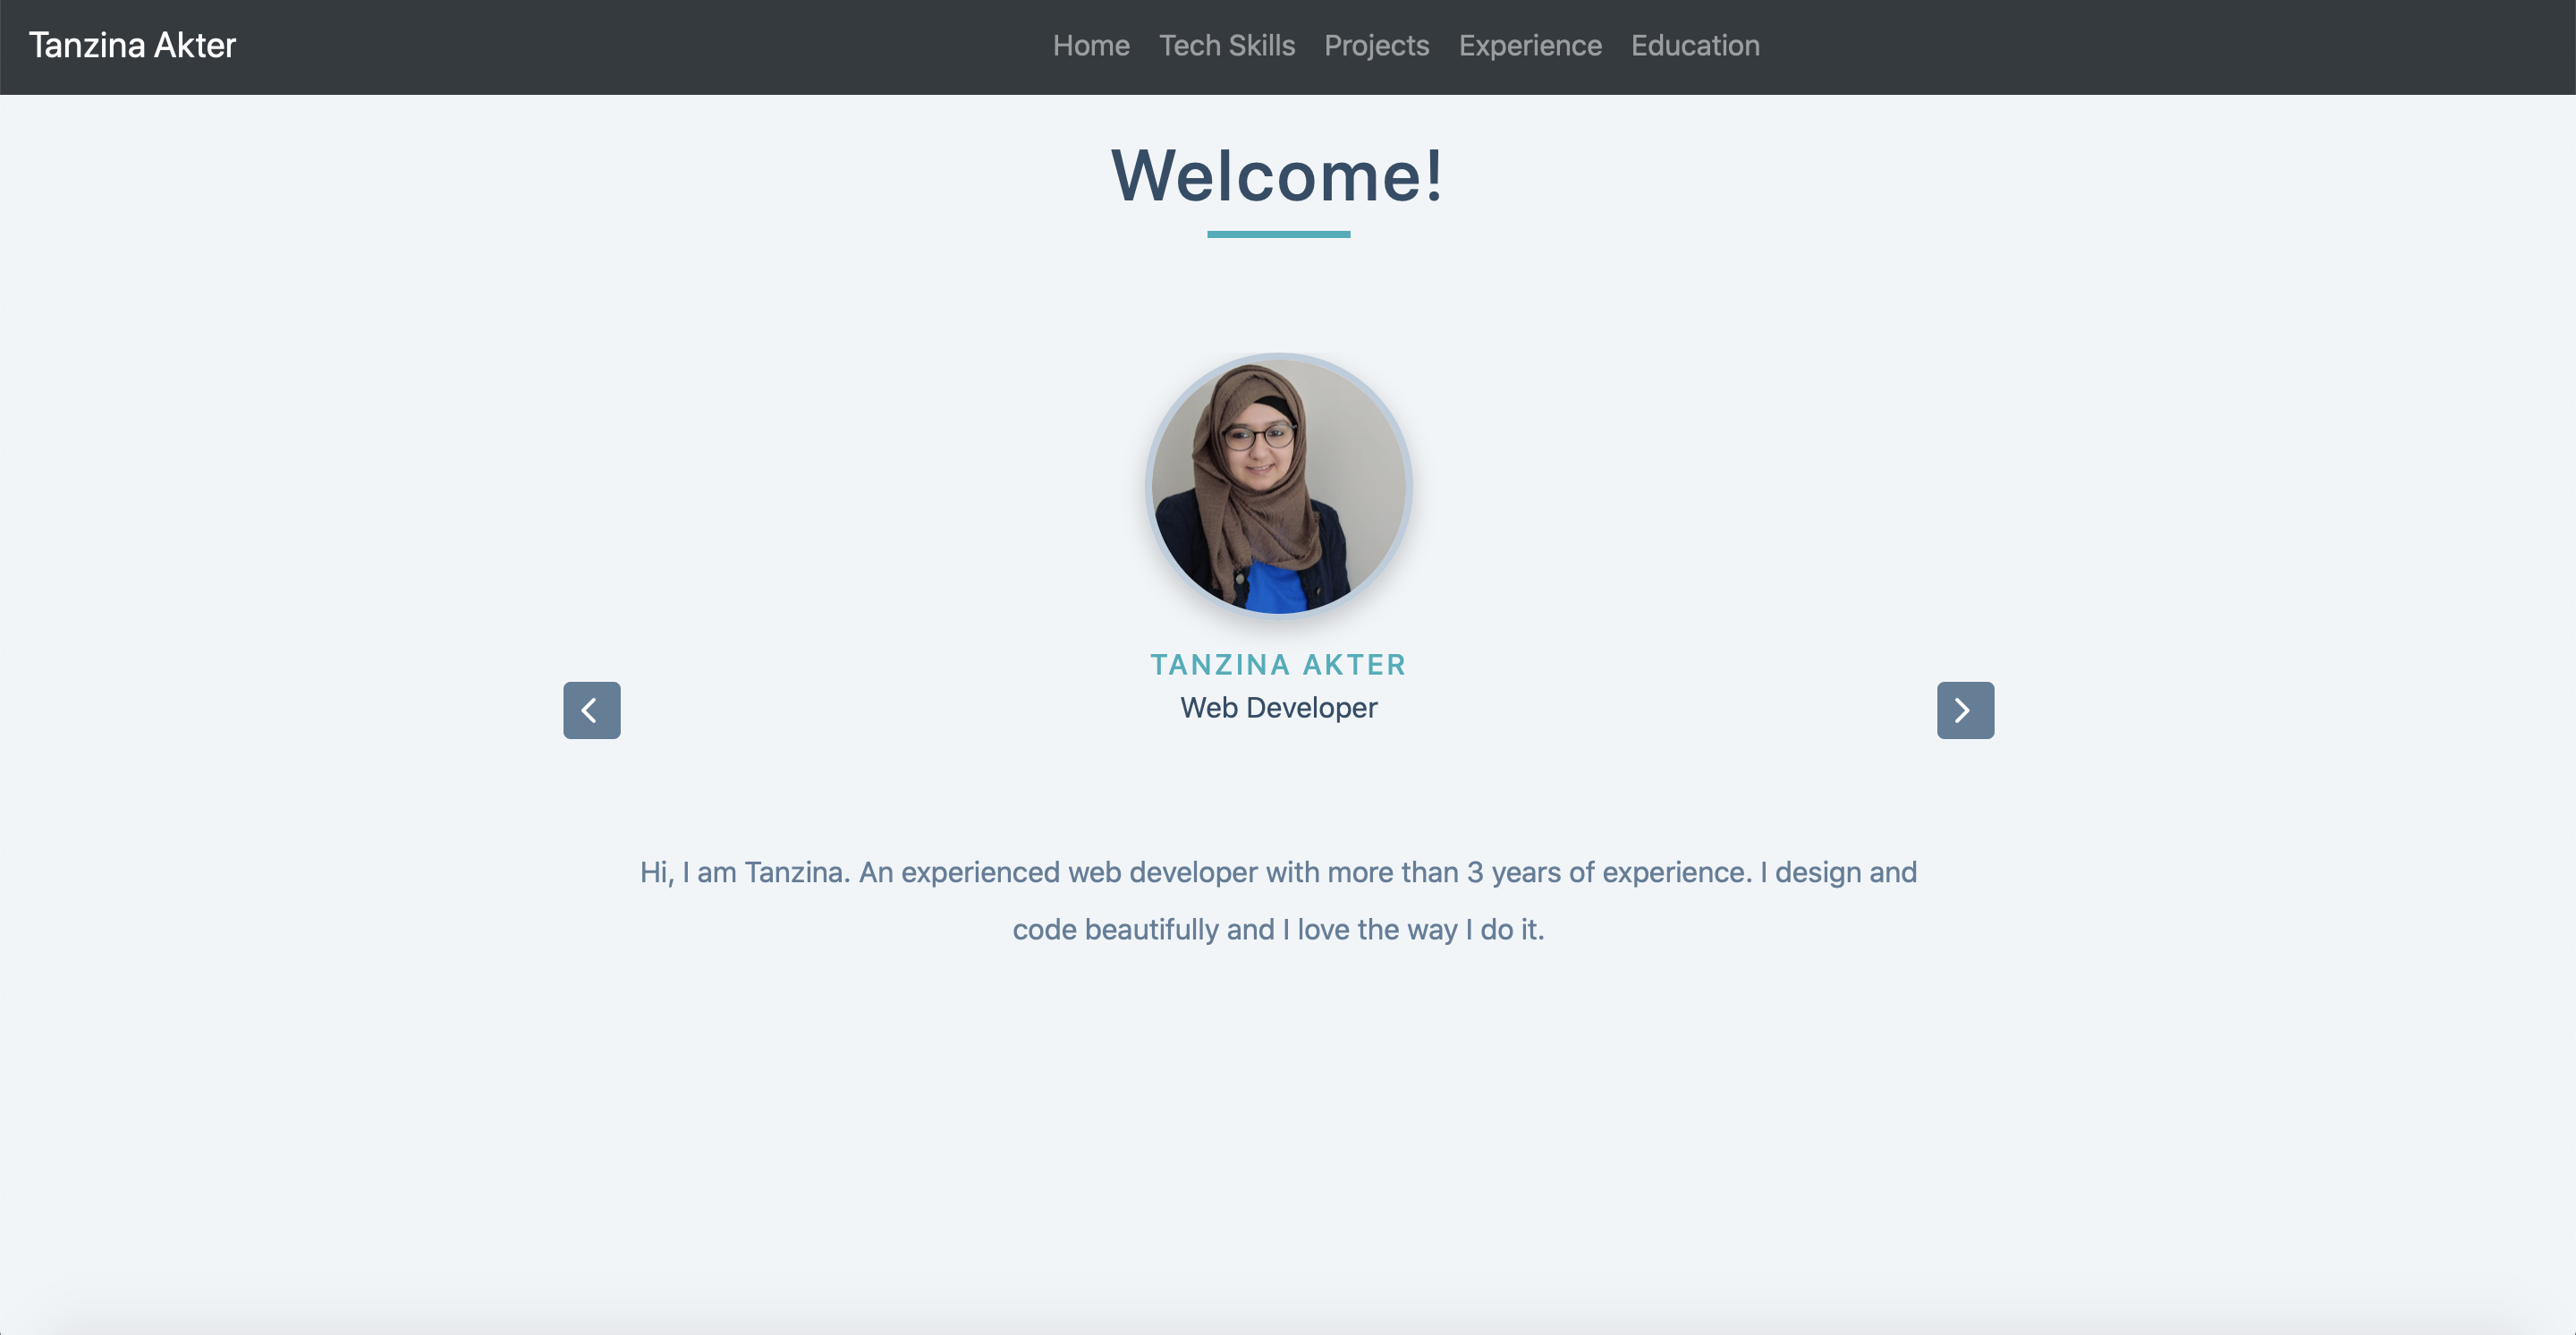 Tanzina Akter
Home Tech Skills Projects Experience Education
Welcome!
TANZINA AKTER
Web Developer
Hi, I am Tanzina. An experienced web developer with more than 3 years of experience. I design and
code beautifully and I love the way I do it.